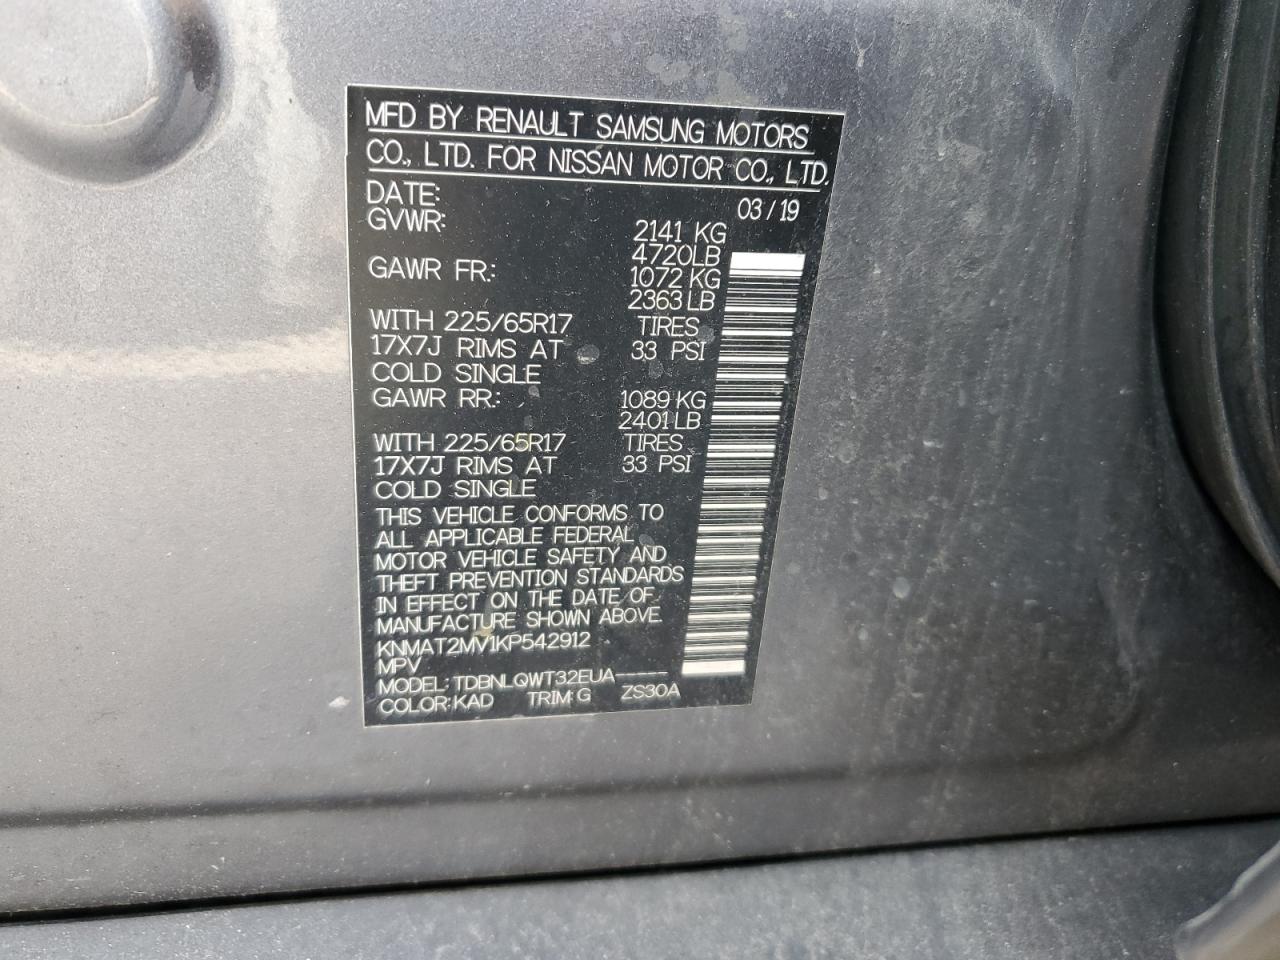 MFD BY RENAULT SAMSUNG MOTORS
CO., LTD. FOR NISSAN MOTOR CO., LTD.
DATE: 03/19
GVWR: 2141 KG
4720LB
GAWR FR: 1072 KG
2363 LB
WITH 225/65R17 TIRES
17X7J RIMS AT 33 PSI
COLD SINGLE
GAWR RR: 1089 KG
2401 LB
WITH 225/65R17 TIRES
17X7J RIMS AT 33 PSI
COLD SINGLE
THIS VEHICLE CONFORMS TO
ALL APPLICABLE FEDERAL
MOTOR VEHICLE SAFETY AND
THEFT PREVENTION STANDARDS
IN EFFECT ON THE DATE OF
MANUFACTURE SHOWN ABOVE.
KNMAT2MV1KP542912
MPV
MODEL: TDBNLQWT32EUA-----
COLOR:KAD TRIM:G ZS30A